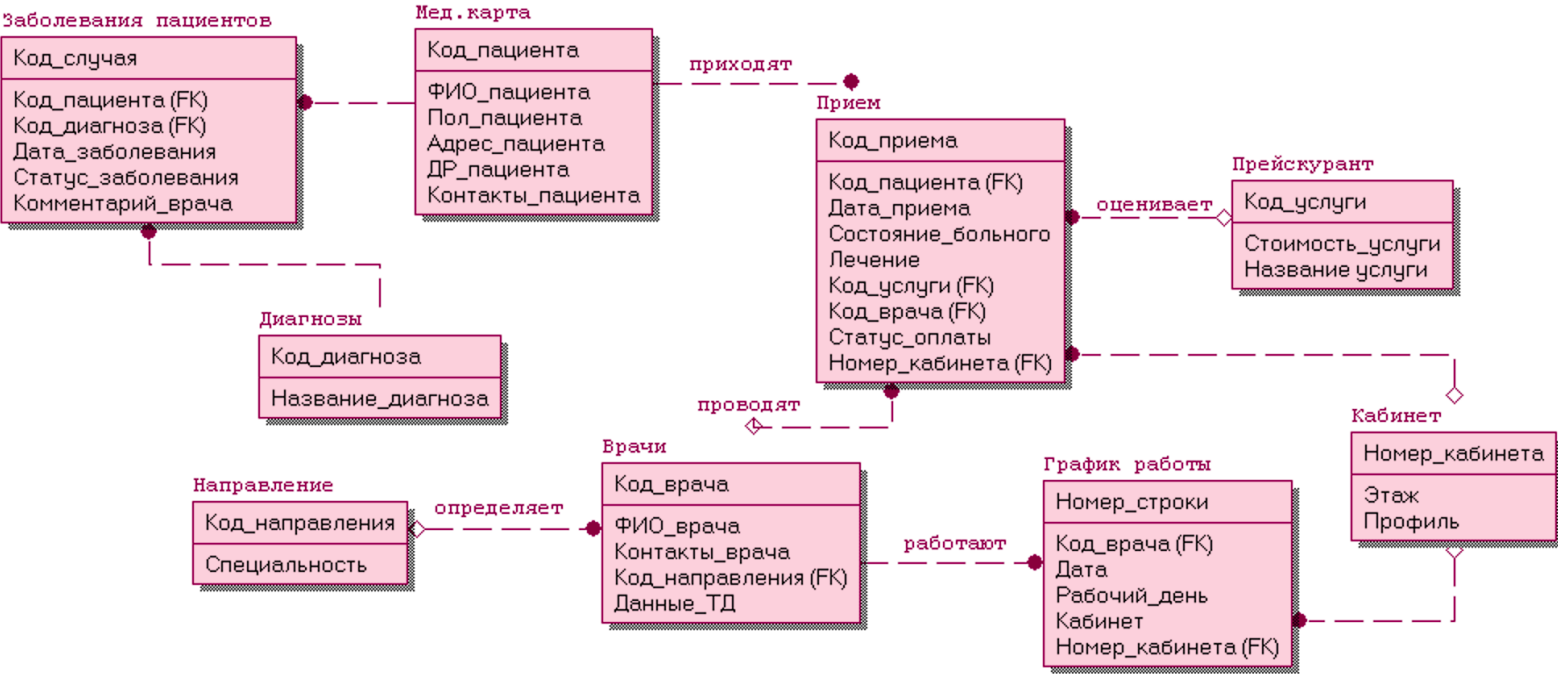 Заболевания пациентов
Код_случая
Код_пациента (FK)
Код_диагноза (FK)
Дата_заболевания
Статус_заболевания
Комментарий_врача
Мед.карта
Код_пациента
ФИО_пациента
Пол_пациента
Адрес_пациента
ДР_пациента
Контакты_пациента
приходят
Прием
Код_приема
Код_пациента (FK)
Дата_приема
Состояние_больного
Лечение
Код_услуги (FK)
Код_врача (FK)
Статус_оплаты
Номер_кабинета (FK)
оценивает
Прейскурант
Код_услуги
Стоимость_услуги
Название услуги
Диагнозы
Код_диагноза
Название_диагноза
проводят
Кабинет
Номер_кабинета
Этаж
Профиль
Направление
Код_направления
Специальность
определяет
Врачи
Код_врача
ФИО_врача
Контакты_врача
Код_направления (FK)
Данные_ТД
работают
График работы
Номер_строки
Код_врача (FK)
Дата
Рабочий_день
Кабинет
Номер_кабинета (FK)